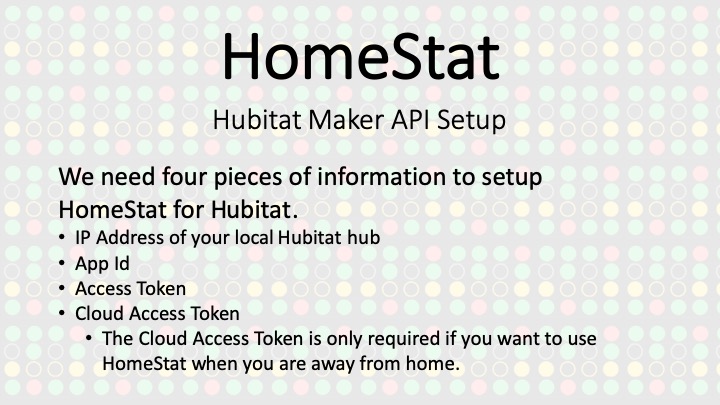 HomeStat
Hubitat Maker API Setup
We need four pieces of information to setup
HomeStat for Hubitat.
• IP Address of your local Hubitat hub
• App Id
• Access Token
• Cloud Access Token
• The Cloud Access Token is only required if you want to use
HomeStat when you are away from home.